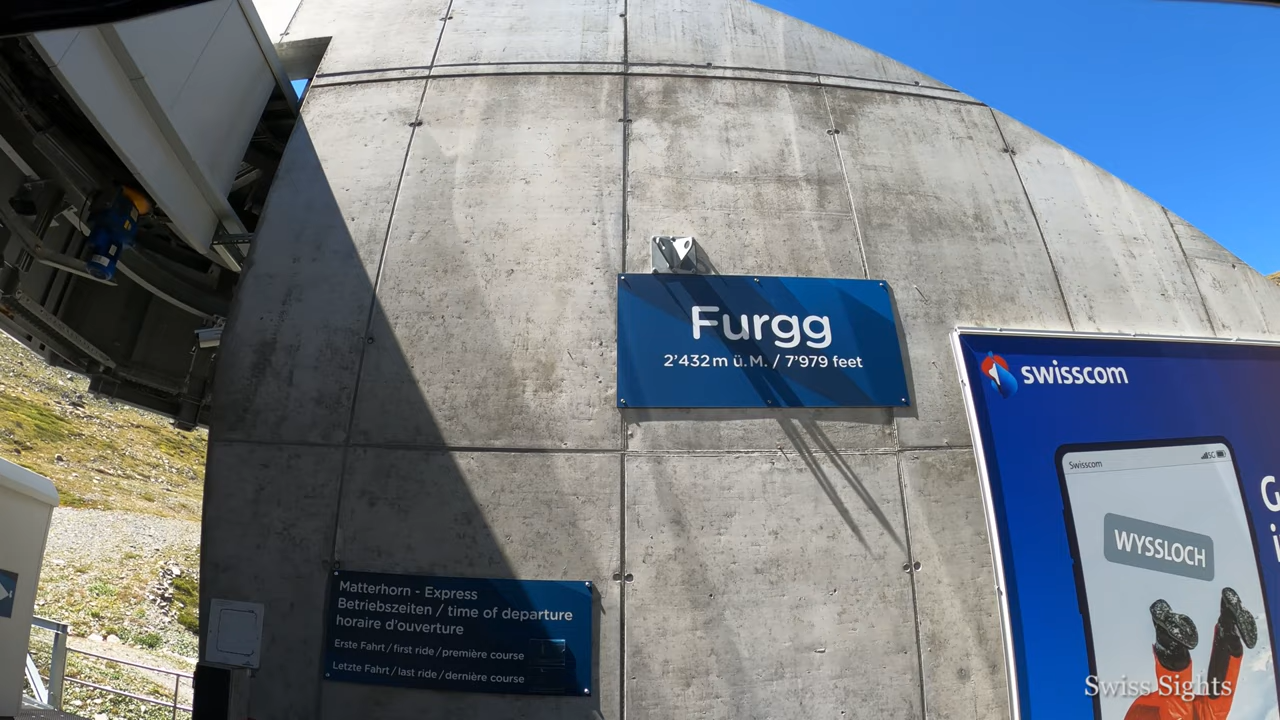 Furgg
2'432 m ü. M. / 7'979 feet
swisscom
Swisscom
5G
WYSSLOCH
Matterhorn - Express
Betriebszeiten / time of departure
horaire d'ouverture
Erste Fahrt / first ride / première course
Letzte Fahrt / last ride / dernière course
Swiss Sights